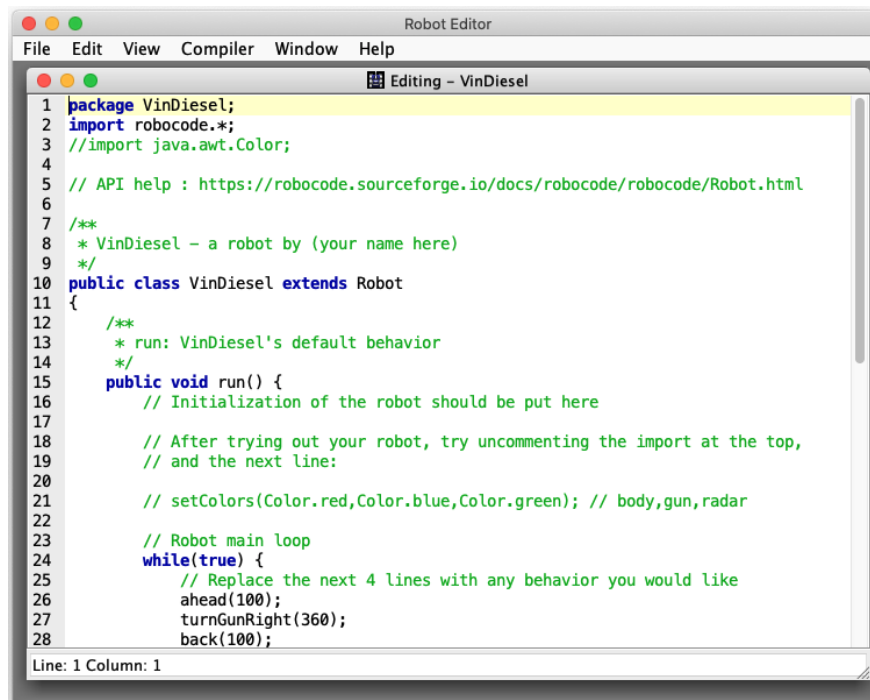 Robot Editor
File Edit View Compiler Window Help
Editing - VinDiesel
1 package VinDiesel;
2 import robocode.*;
3 //import java.awt.Color;
4
5 // API help : https://robocode.sourceforge.io/docs/robocode/robocode/Robot.html
6
7 /**
8  * VinDiesel - a robot by (your name here)
9  */
10 public class VinDiesel extends Robot
11 {
12     /**
13      * run: VinDiesel's default behavior
14      */
15     public void run() {
16         // Initialization of the robot should be put here
17
18         // After trying out your robot, try uncommenting the import at the top,
19         // and the next line:
20
21         // setColors(Color.red,Color.blue,Color.green); // body,gun,radar
22
23         // Robot main loop
24         while(true) {
25             // Replace the next 4 lines with any behavior you would like
26             ahead(100);
27             turnGunRight(360);
28             back(100);
Line: 1 Column: 1